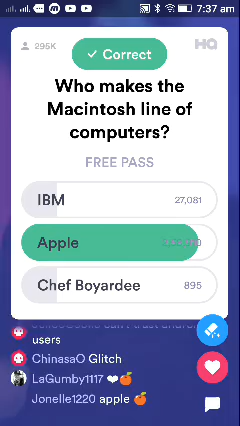 7:37 am
295K
Correct
HQ
Who makes the
Macintosh line of
computers?
FREE PASS
IBM 27,081
Apple
Chef Boyardee 895
users
ChinasaO Glitch
LaGumby1117 ❤🍊
Jonelle1220 apple 🍊